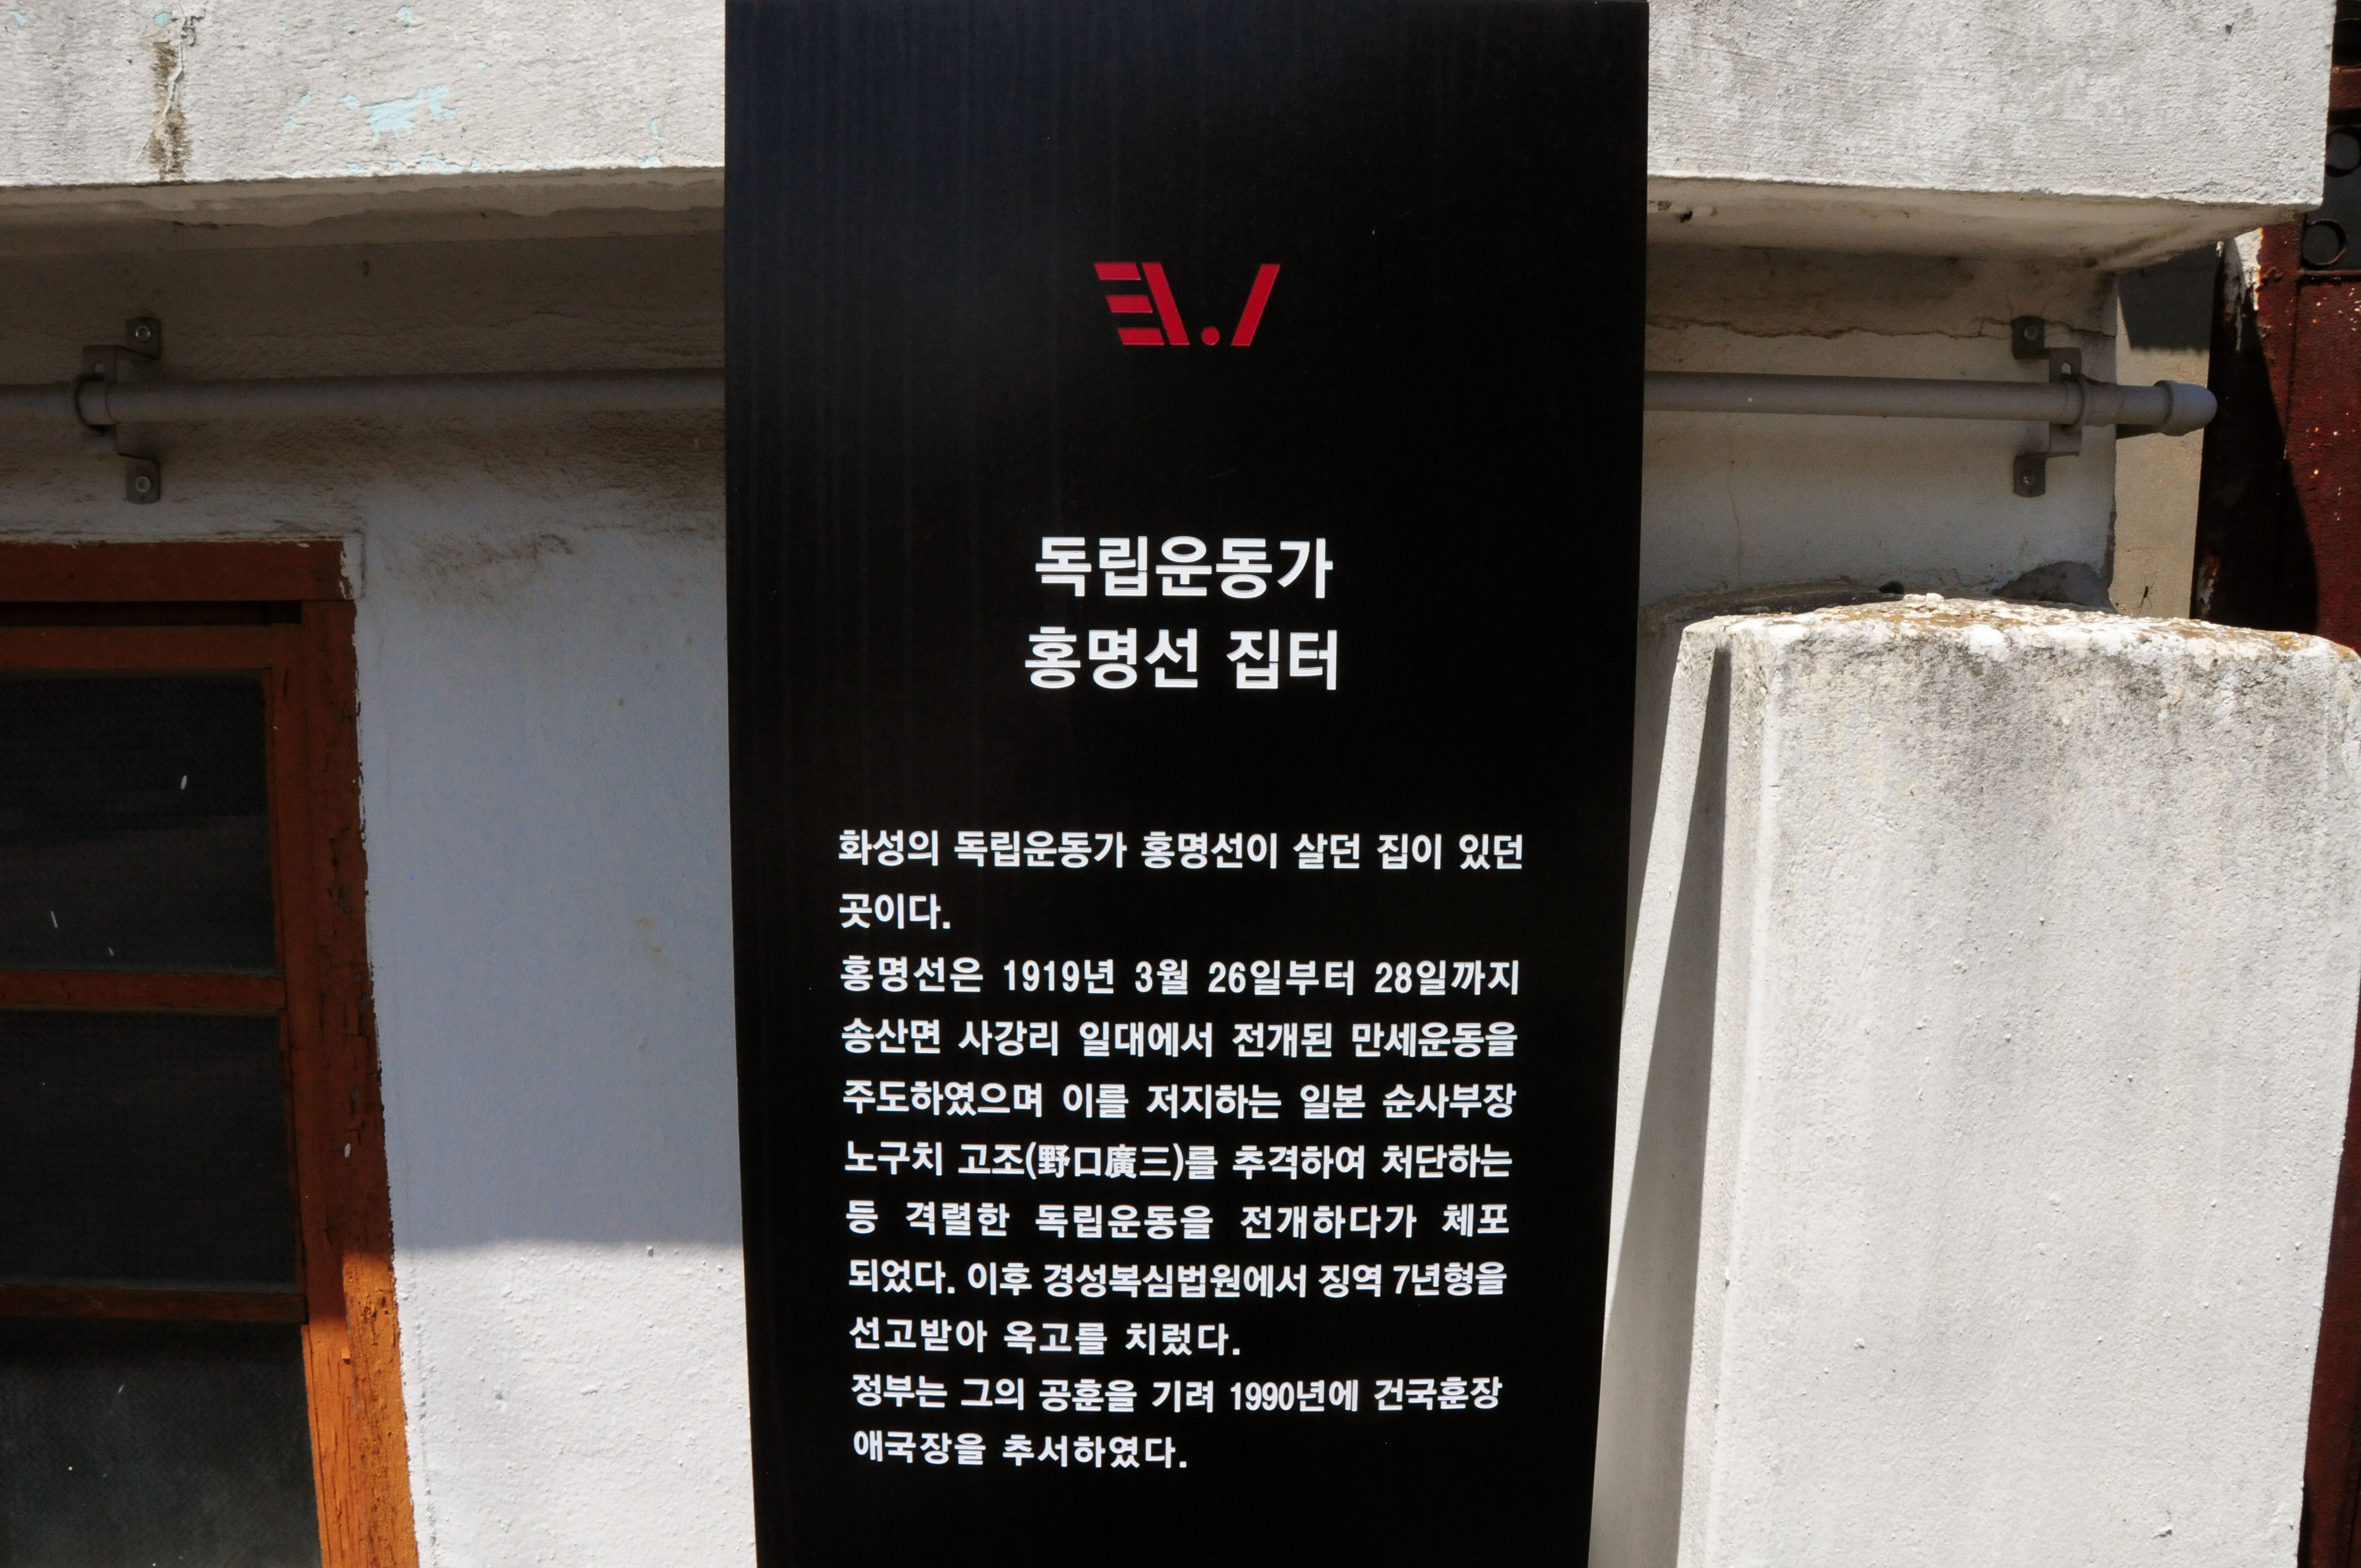 독립운동가
홍명선 집터
화성의 독립운동가 홍명선이 살던 집이 있던
곳이다.
홍명선은 1919년 3월 26일부터 28일까지
송산면 사강리 일대에서 전개된 만세운동을
주도하였으며 이를 저지하는 일본 순사부장
노구치 고조(野口廣三)를 추격하여 처단하는
등 격렬한 독립운동을 전개하다가 체포
되었다. 이후 경성복심법원에서 징역 7년형을
선고받아 옥고를 치렀다.
정부는 그의 공훈을 기려 1990년에 건국훈장
애국장을 추서하였다.